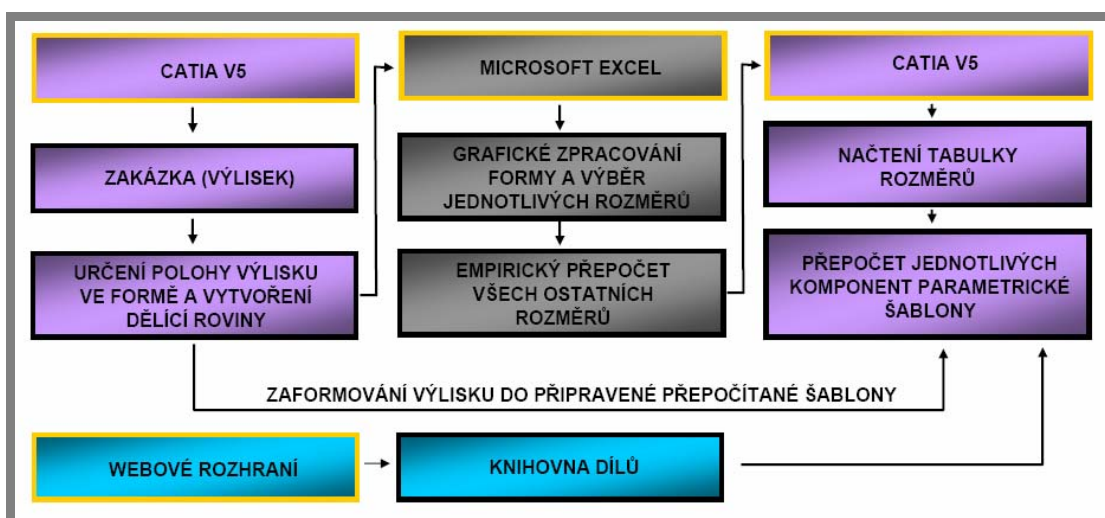 CATIA V5
ZAKÁZKA (VÝLISEK)
URČENÍ POLOHY VÝLISKU
VE FORMĚ A VYTVOŘENÍ
DĚLÍCÍ ROVINY
MICROSOFT EXCEL
GRAFICKÉ ZPRACOVÁNÍ
FORMY A VÝBĚR
JEDNOTLIVÝCH ROZMĚRŮ
EMPIRICKÝ PŘEPOČET
VŠECH OSTATNÍCH
ROZMĚRŮ
CATIA V5
NAČTENÍ TABULKY
ROZMĚRŮ
PŘEPOČET JEDNOTLIVÝCH
KOMPONENT PARAMETRICKÉ
ŠABLONY
ZAFORMOVÁNÍ VÝLISKU DO PŘIPRAVENÉ PŘEPOČÍTANÉ ŠABLONY
WEBOVÉ ROZHRANÍ
KNIHOVNA DÍLŮ